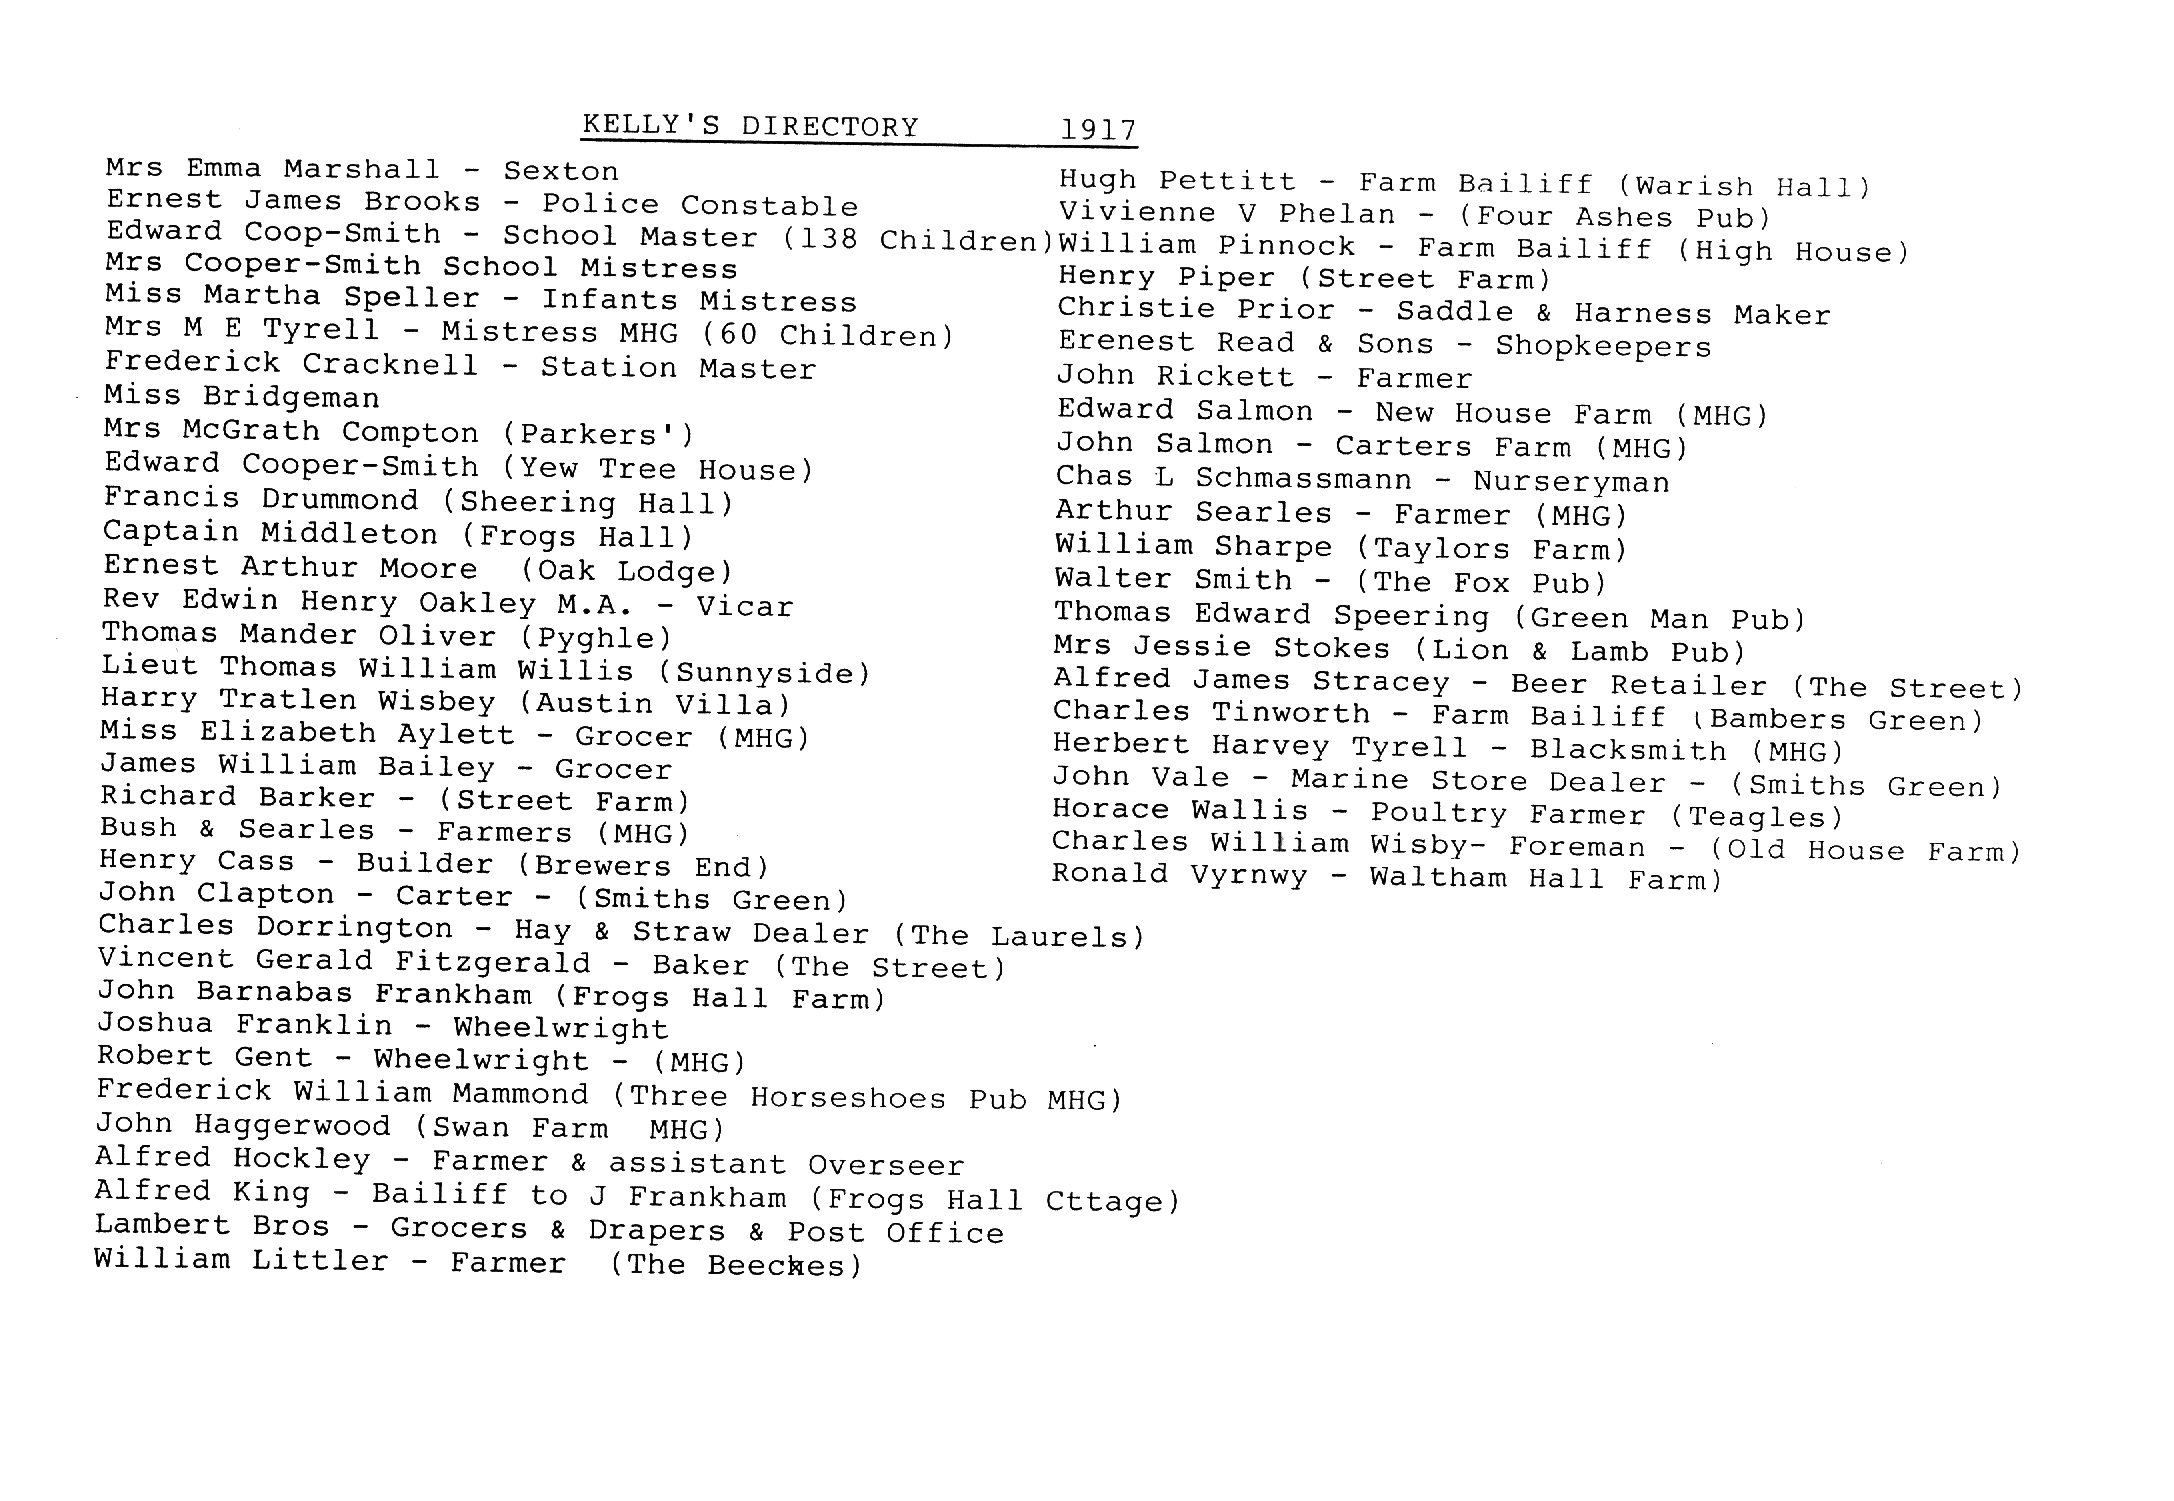 KELLY'S DIRECTORY 1917
Mrs Emma Marshall - Sexton
Ernest James Brooks - Police Constable
Edward Coop-Smith - School Master (138 Children)
Mrs Cooper-Smith School Mistress
Miss Martha Speller - Infants Mistress
Mrs M E Tyrell - Mistress MHG (60 Children)
Frederick Cracknell - Station Master
Miss Bridgeman
Mrs McGrath Compton (Parkers')
Edward Cooper-Smith (Yew Tree House)
Francis Drummond (Sheering Hall)
Captain Middleton (Frogs Hall)
Ernest Arthur Moore (Oak Lodge)
Rev Edwin Henry Oakley M.A. - Vicar
Thomas Mander Oliver (Pyghle)
Lieut Thomas William Willis (Sunnyside)
Harry Tratlen Wisbey (Austin Villa)
Miss Elizabeth Aylett - Grocer (MHG)
James William Bailey - Grocer
Richard Barker - (Street Farm)
Bush & Searles - Farmers (MHG)
Henry Cass - Builder (Brewers End)
John Clapton - Carter - (Smiths Green)
Charles Dorrington - Hay & Straw Dealer (The Laurels)
Vincent Gerald Fitzgerald - Baker (The Street)
John Barnabas Frankham (Frogs Hall Farm)
Joshua Franklin - Wheelwright
Robert Gent - Wheelwright - (MHG)
Frederick William Mammond (Three Horseshoes Pub MHG)
John Haggerwood (Swan Farm MHG)
Alfred Hockley - Farmer & assistant Overseer
Alfred King - Bailiff to J Frankham (Frogs Hall Cttage)
Lambert Bros - Grocers & Drapers & Post Office
William Littler - Farmer (The Beeches)
Hugh Pettitt - Farm Bailiff (Warish Hall)
Vivienne V Phelan - (Four Ashes Pub)
William Pinnock - Farm Bailiff (High House)
Henry Piper (Street Farm)
Christie Prior - Saddle & Harness Maker
Erenest Read & Sons - Shopkeepers
John Rickett - Farmer
Edward Salmon - New House Farm (MHG)
John Salmon - Carters Farm (MHG)
Chas L Schmassmann - Nurseryman
Arthur Searles - Farmer (MHG)
William Sharpe (Taylors Farm)
Walter Smith - (The Fox Pub)
Thomas Edward Speering (Green Man Pub)
Mrs Jessie Stokes (Lion & Lamb Pub)
Alfred James Stracey - Beer Retailer (The Street)
Charles Tinworth - Farm Bailiff (Bambers Green)
Herbert Harvey Tyrell - Blacksmith (MHG)
John Vale - Marine Store Dealer - (Smiths Green)
Horace Wallis - Poultry Farmer (Teagles)
Charles William Wisby- Foreman - (Old House Farm)
Ronald Vyrnwy - Waltham Hall Farm)